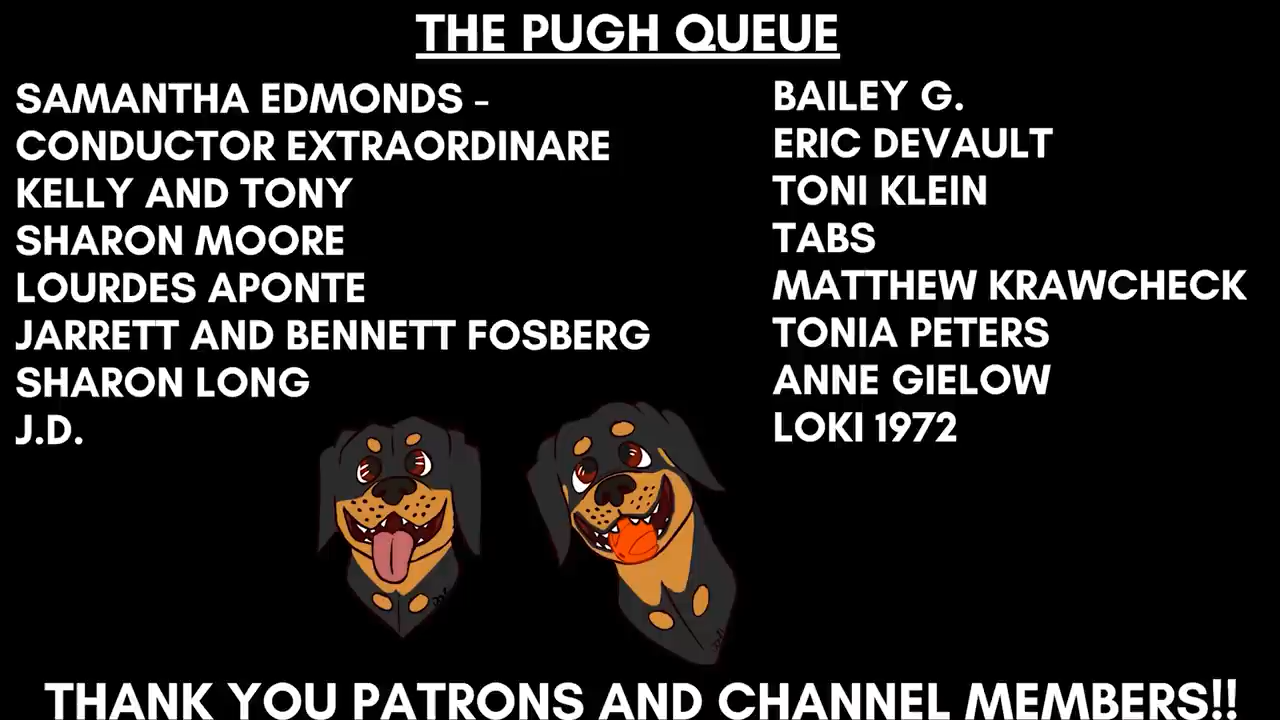 THE PUGH QUEUE
SAMANTHA EDMONDS -
CONDUCTOR EXTRAORDINARE
KELLY AND TONY
SHARON MOORE
LOURDES APONTE
JARRETT AND BENNETT FOSBERG
SHARON LONG
J.D.
BAILEY G.
ERIC DEVAULT
TONI KLEIN
TABS
MATTHEW KRAWCHECK
TONIA PETERS
ANNE GIELOW
LOKI 1972
THANK YOU PATRONS AND CHANNEL MEMBERS!!